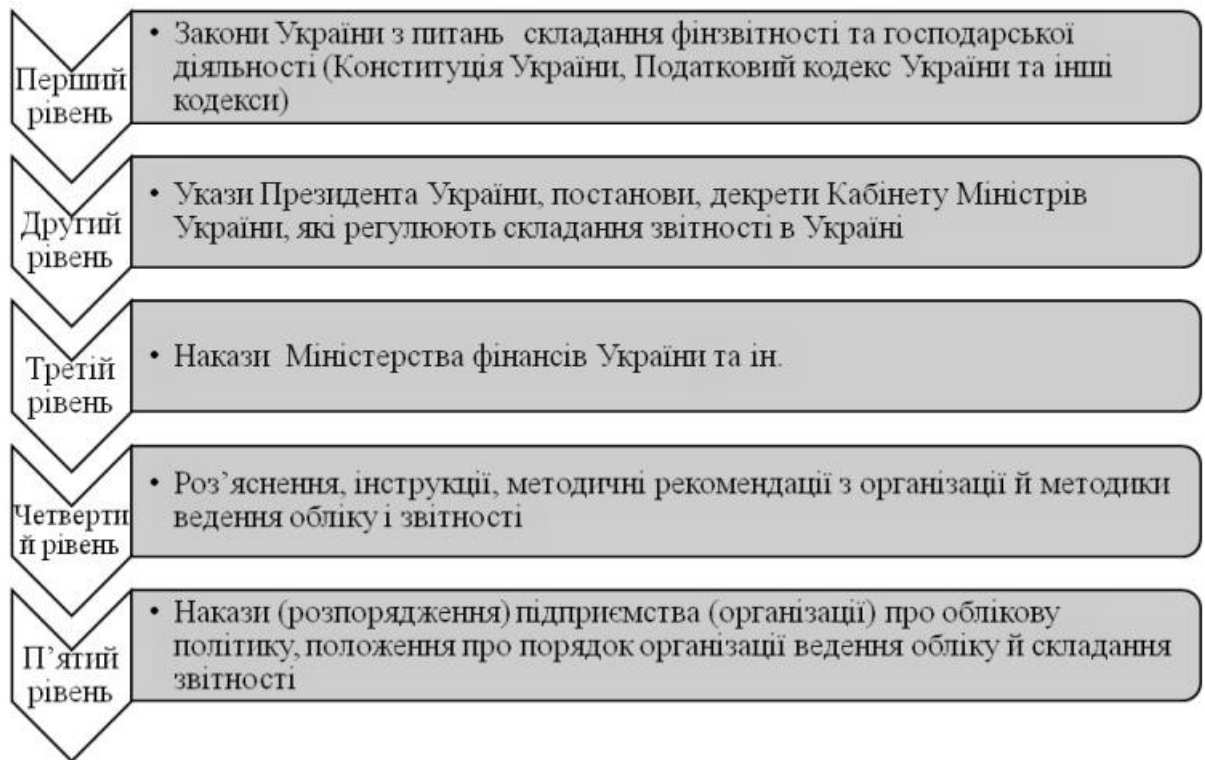 Перший
рівень
• Закони України з питань складання фінзвітності та господарської
діяльності (Конституція України, Податковий кодекс України та інші
кодекси)
Другий
рівень
• Укази Президента України, постанови, декрети Кабінету Міністрів
України, які регулюють складання звітності в Україні
Третій
рівень
• Накази Міністерства фінансів України та ін.
Четверти
й рівень
• Роз’яснення, інструкції, методичні рекомендації з організації й методики
ведення обліку і звітності
П’ятий
рівень
• Накази (розпорядження) підприємства (організації) про облікову
політику, положення про порядок організації ведення обліку й складання
звітності